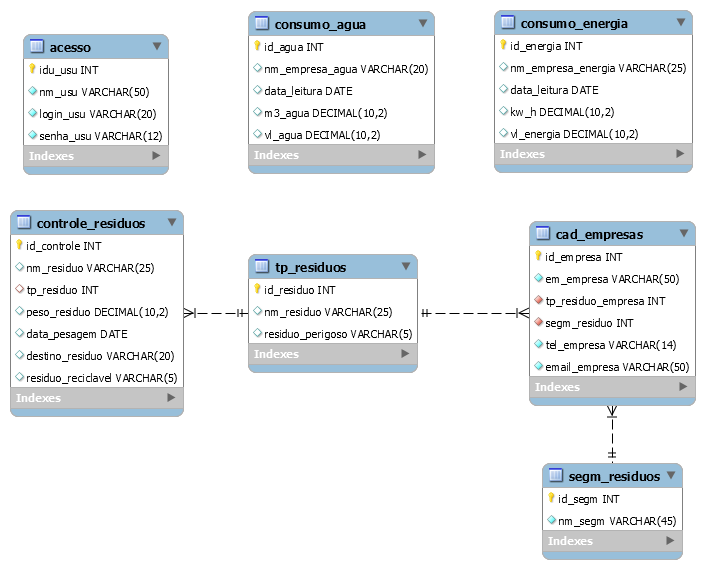 acesso
idu_usu INT
nm_usu VARCHAR(50)
login_usu VARCHAR(20)
senha_usu VARCHAR(12)
Indexes
consumo_agua
id_agua INT
nm_empresa_agua VARCHAR(20)
data_leitura DATE
m3_agua DECIMAL(10,2)
vl_agua DECIMAL(10,2)
Indexes
consumo_energia
id_energia INT
nm_empresa_energia VARCHAR(25)
data_leitura DATE
kw_h DECIMAL(10,2)
vl_energia DECIMAL(10,2)
Indexes
controle_residuos
id_controle INT
nm_residuo VARCHAR(25)
tp_residuo INT
peso_residuo DECIMAL(10,2)
data_pesagem DATE
destino_residuo VARCHAR(20)
residuo_reciclavel VARCHAR(5)
Indexes
tp_residuos
id_residuo INT
nm_residuo VARCHAR(25)
residuo_perigoso VARCHAR(5)
Indexes
cad_empresas
id_empresa INT
em_empresa VARCHAR(50)
tp_residuo_empresa INT
segm_residuo INT
tel_empresa VARCHAR(14)
email_empresa VARCHAR(50)
Indexes
segm_residuos
id_segm INT
nm_segm VARCHAR(45)
Indexes